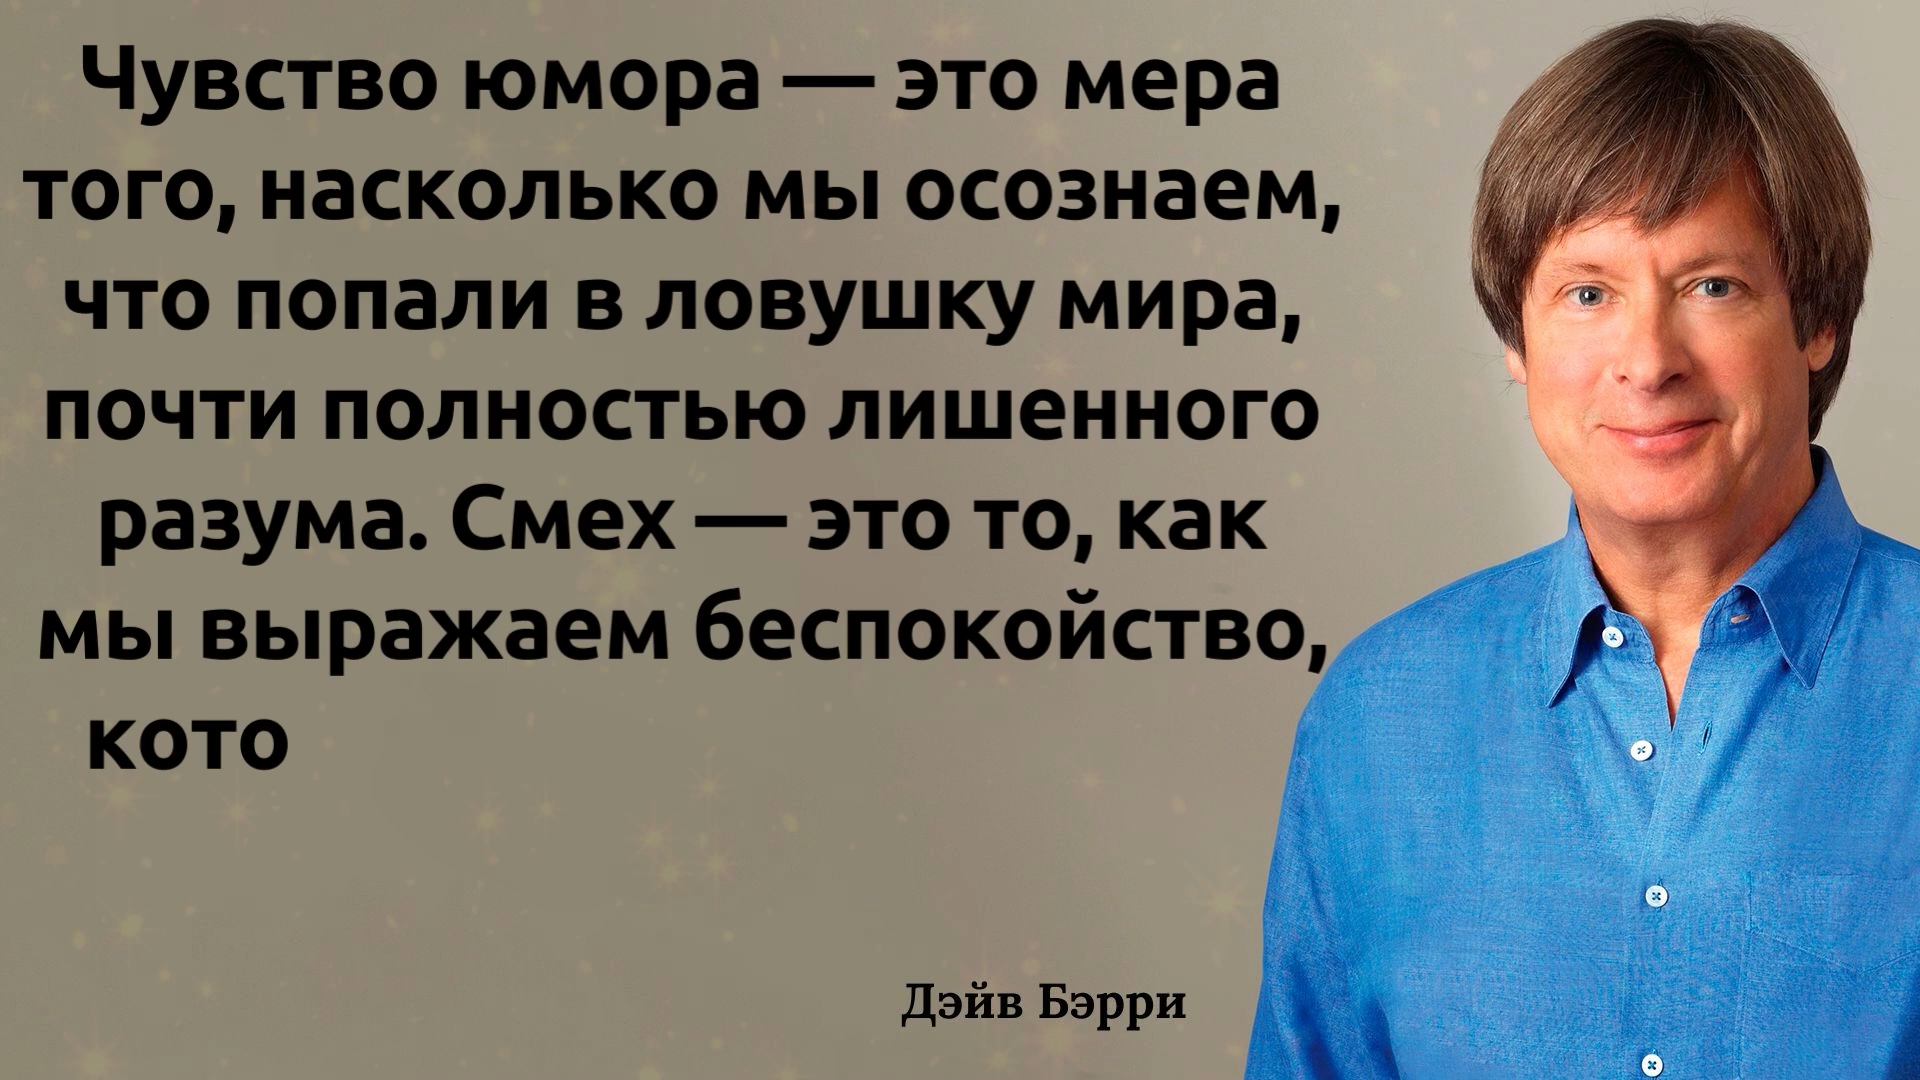 Чувство юмора — это мера
того, насколько мы осознаем,
что попали в ловушку мира,
почти полностью лишенного
разума. Смех — это то, как
мы выражаем беспокойство,
кото
Дэйв Бэрри